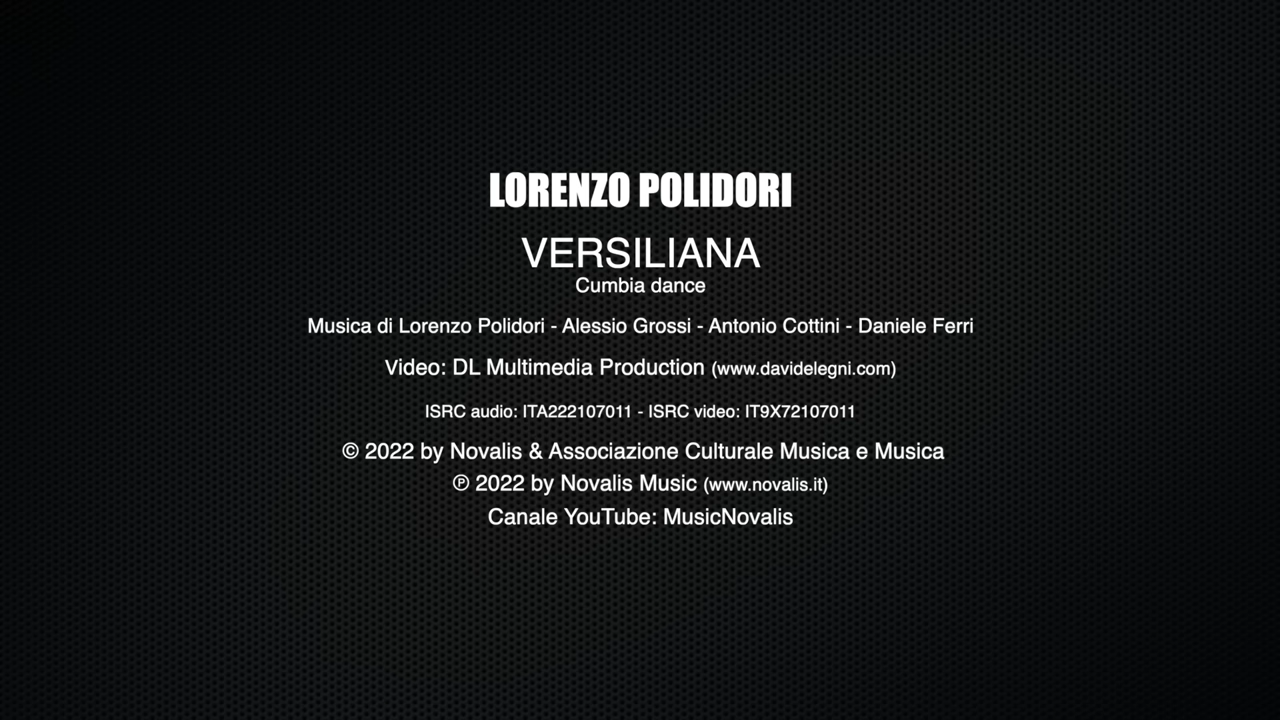 LORENZO POLIDORI
VERSILIANA
Cumbia dance
Musica di Lorenzo Polidori - Alessio Grossi - Antonio Cottini - Daniele Ferri
Video: DL Multimedia Production (www.davidelegni.com)
ISRC audio: ITA222107011 - ISRC video: IT9X72107011
© 2022 by Novalis & Associazione Culturale Musica e Musica
℗ 2022 by Novalis Music (www.novalis.it)
Canale YouTube: MusicNovalis